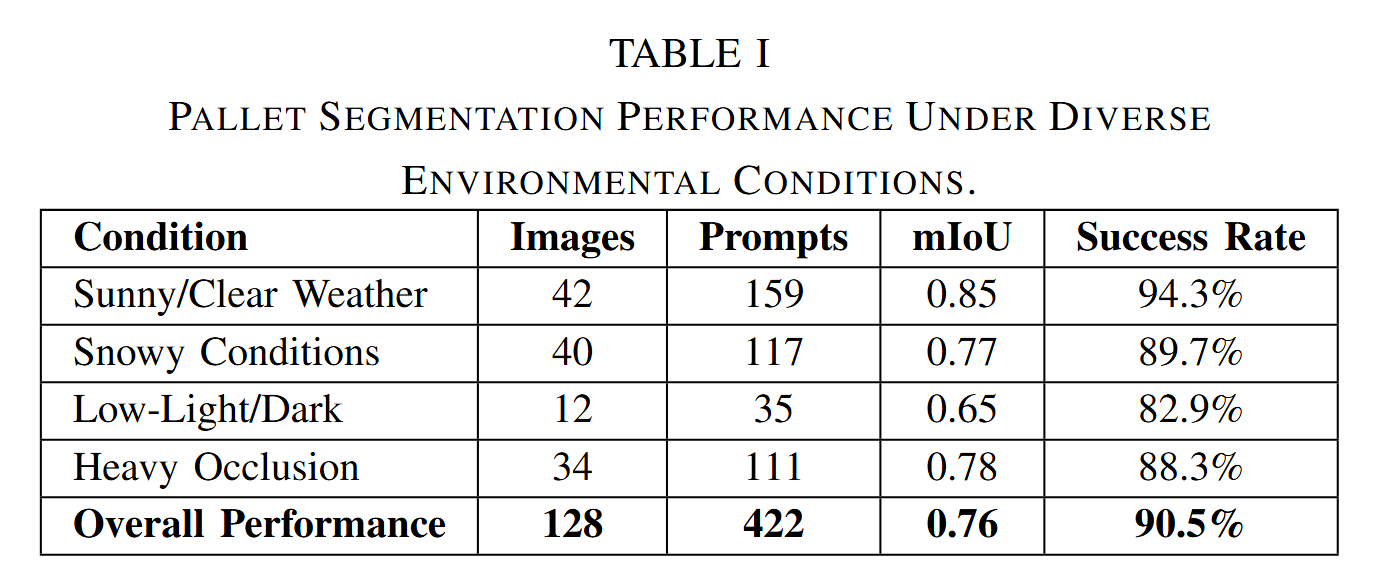 TABLE I
PALLET SEGMENTATION PERFORMANCE UNDER DIVERSE
ENVIRONMENTAL CONDITIONS.
Condition Images Prompts mIoU Success Rate
Sunny/Clear Weather 42 159 0.85 94.3%
Snowy Conditions 40 117 0.77 89.7%
Low-Light/Dark 12 35 0.65 82.9%
Heavy Occlusion 34 111 0.78 88.3%
Overall Performance 128 422 0.76 90.5%